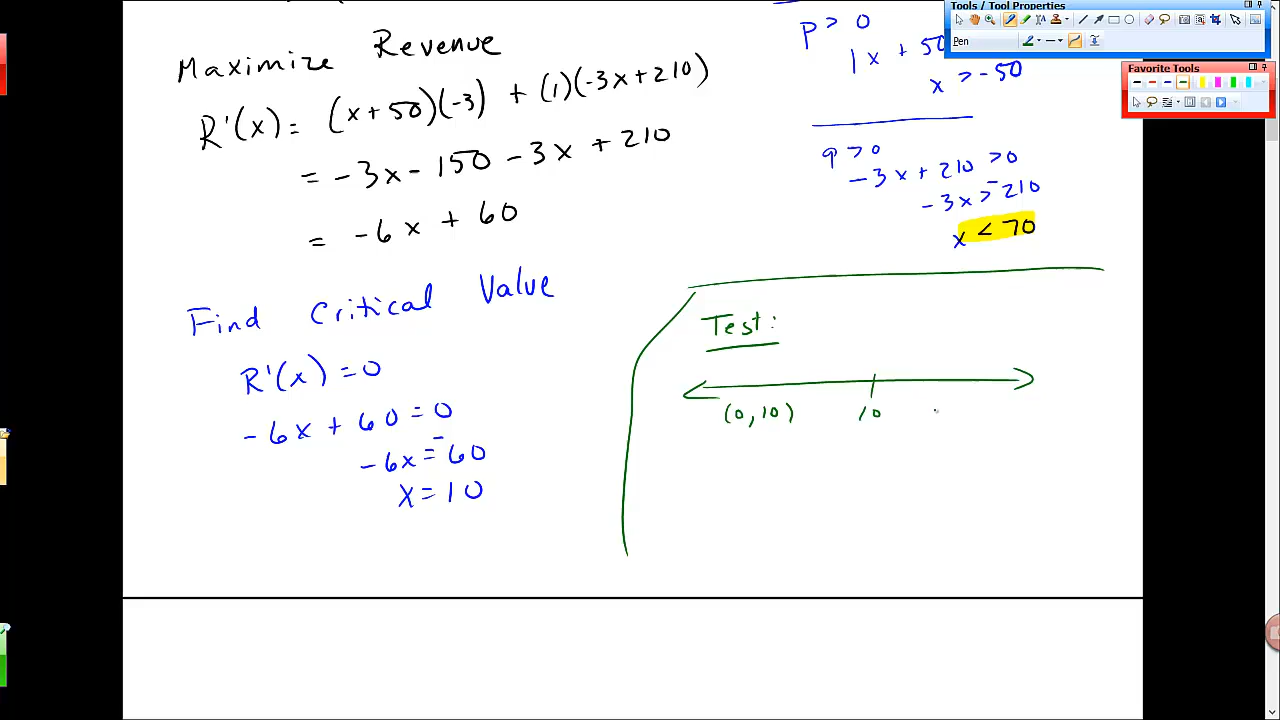 Maximize Revenue
R'(x) = (x+50)(-3) + (1)(-3x+210)
= -3x - 150 - 3x + 210
= -6x + 60
Find Critical Value
R'(x) = 0
-6x + 60 = 0
-6x = -60
x = 10
p > 0
1x + 50
x > -50
q > 0
-3x + 210 > 0
-3x > -210
x < 70
Test:
(0, 10) 10
Tools / Tool Properties
Pen
Favorite Tools